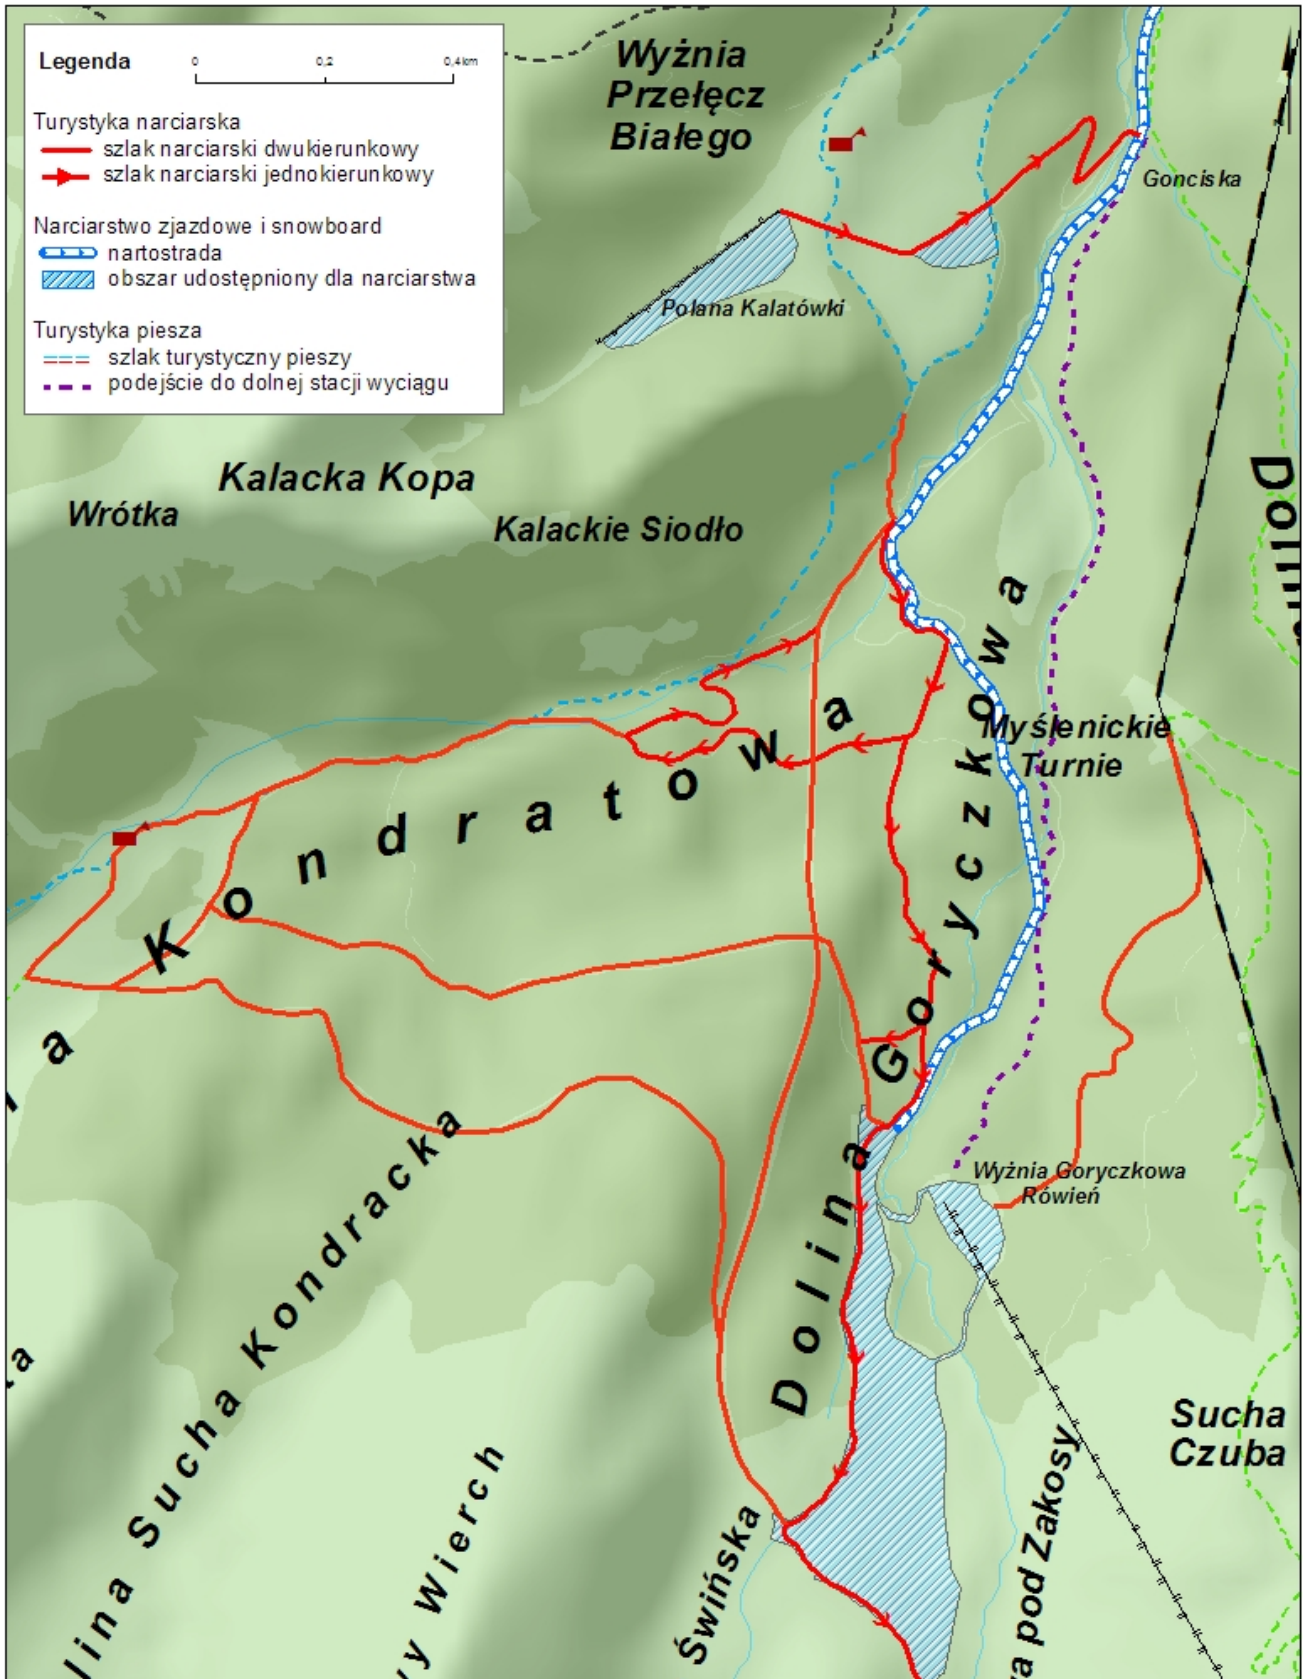 Legenda
0 0,2 0,4 km
Turystyka narciarska
szlak narciarski dwukierunkowy
szlak narciarski jednokierunkowy
Narciarstwo zjazdowe i snowboard
nartostrada
obszar udostępniony dla narciarstwa
Turystyka piesza
szlak turystyczny pieszy
podejście do dolnej stacji wyciągu
Wyżnia
Przełęcz
Białego
Gonciska
Polana Kalatówki
Kalacka Kopa
Wrótka
Kalackie Siodło
Myślenickie
Turnie
Kondratowa
Dolina Goryczkowa
Wyżnia Goryczkowa
Rówień
lina Sucha Kondracka
Sucha
Czuba
y Wierch
Świńska
a pod Zakosy